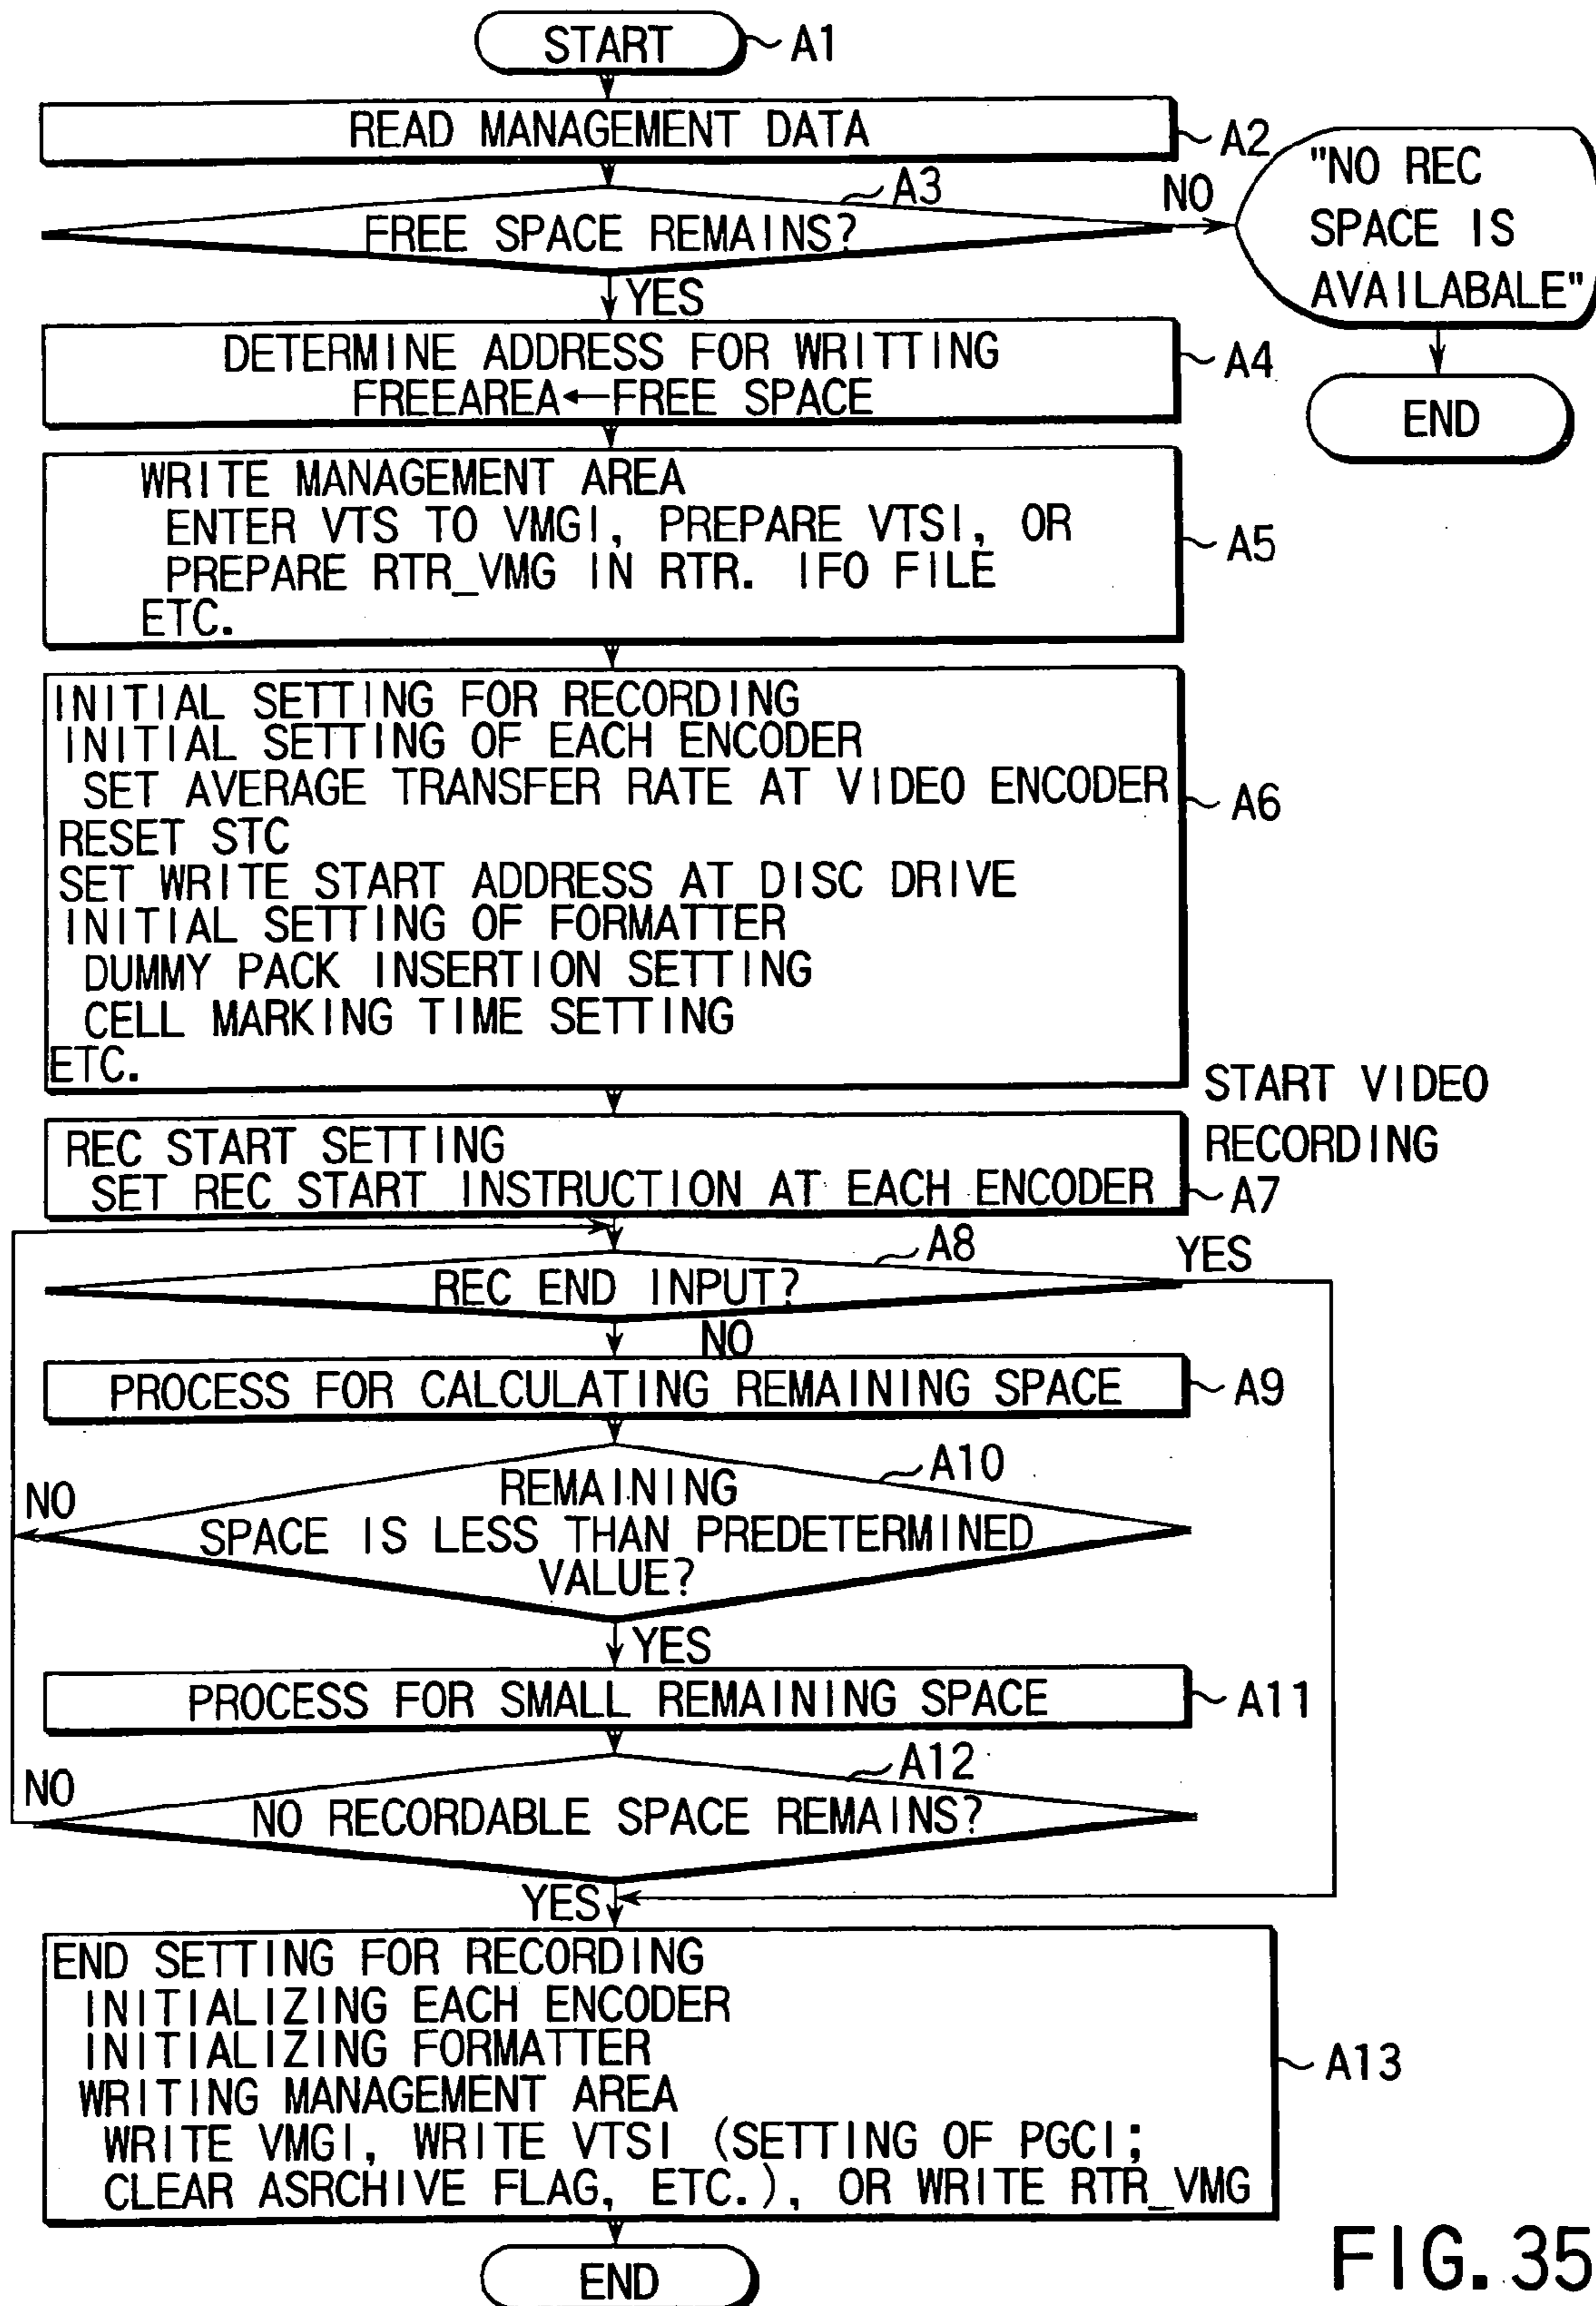 START
A1
READ MANAGEMENT DATA
A2
FREE SPACE REMAINS?
A3
NO
"NO REC
SPACE IS
AVAILABALE"
END
YES
DETERMINE ADDRESS FOR WRITTING
FREEAREA←FREE SPACE
A4
WRITE MANAGEMENT AREA
ENTER VTS TO VMGI, PREPARE VTSI, OR
PREPARE RTR_VMG IN RTR. IFO FILE
ETC.
A5
INITIAL SETTING FOR RECORDING
INITIAL SETTING OF EACH ENCODER
SET AVERAGE TRANSFER RATE AT VIDEO ENCODER
RESET STC
SET WRITE START ADDRESS AT DISC DRIVE
INITIAL SETTING OF FORMATTER
DUMMY PACK INSERTION SETTING
CELL MARKING TIME SETTING
ETC.
A6
START VIDEO
RECORDING
REC START SETTING
SET REC START INSTRUCTION AT EACH ENCODER
A7
REC END INPUT?
A8
YES
NO
PROCESS FOR CALCULATING REMAINING SPACE
A9
REMAINING
SPACE IS LESS THAN PREDETERMINED
VALUE?
A10
NO
YES
PROCESS FOR SMALL REMAINING SPACE
A11
NO RECORDABLE SPACE REMAINS?
A12
NO
YES
END SETTING FOR RECORDING
INITIALIZING EACH ENCODER
INITIALIZING FORMATTER
WRITING MANAGEMENT AREA
WRITE VMGI, WRITE VTSI (SETTING OF PGCI;
CLEAR ASRCHIVE FLAG, ETC.), OR WRITE RTR_VMG
A13
END
FIG. 35